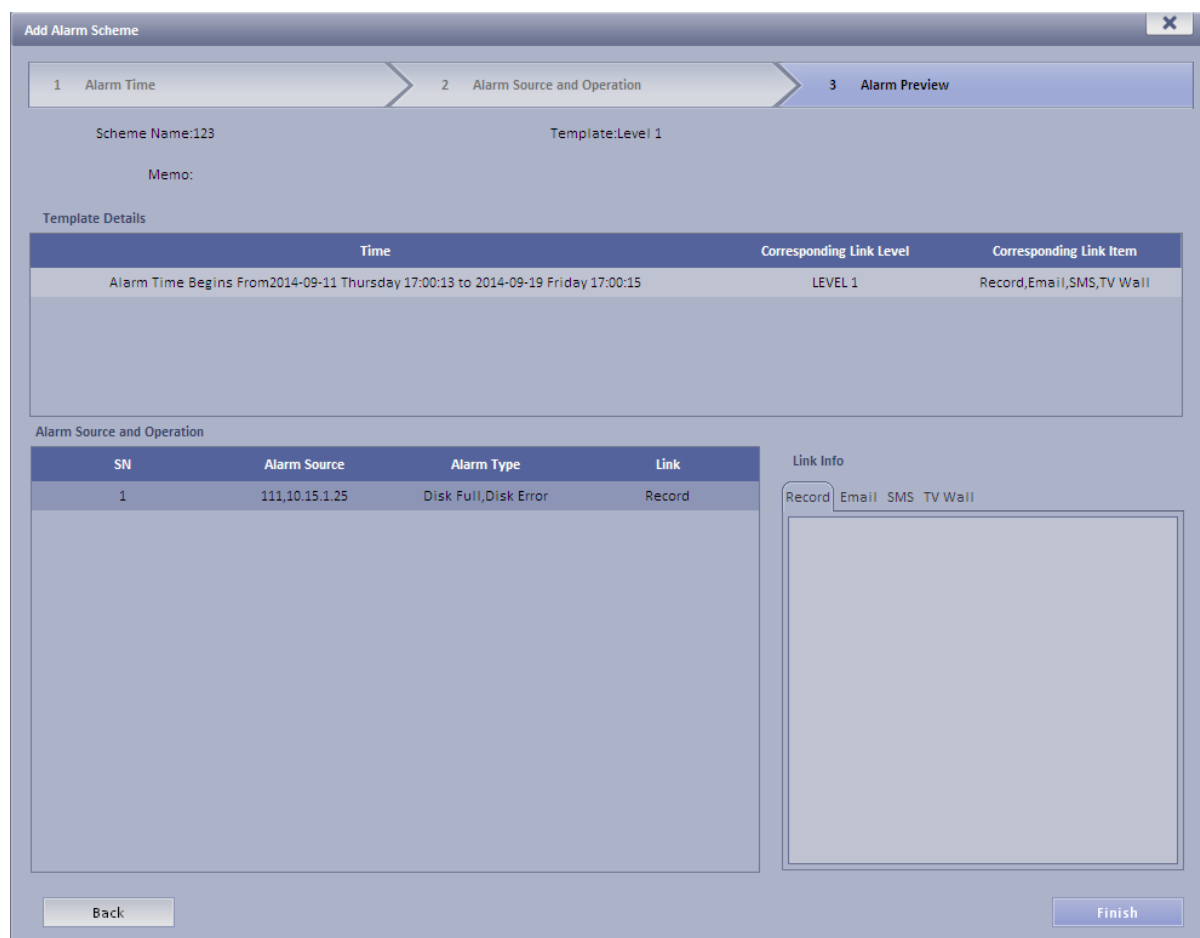 Add Alarm Scheme
1 Alarm Time 2 Alarm Source and Operation 3 Alarm Preview
Scheme Name:123 Template:Level 1
Memo:
Template Details
Time Corresponding Link Level Corresponding Link Item
Alarm Time Begins From2014-09-11 Thursday 17:00:13 to 2014-09-19 Friday 17:00:15 LEVEL 1 Record,Email,SMS,TV Wall
Alarm Source and Operation
SN Alarm Source Alarm Type Link
1 111,10.15.1.25 Disk Full,Disk Error Record
Link Info
Record Email SMS TV Wall
Back Finish